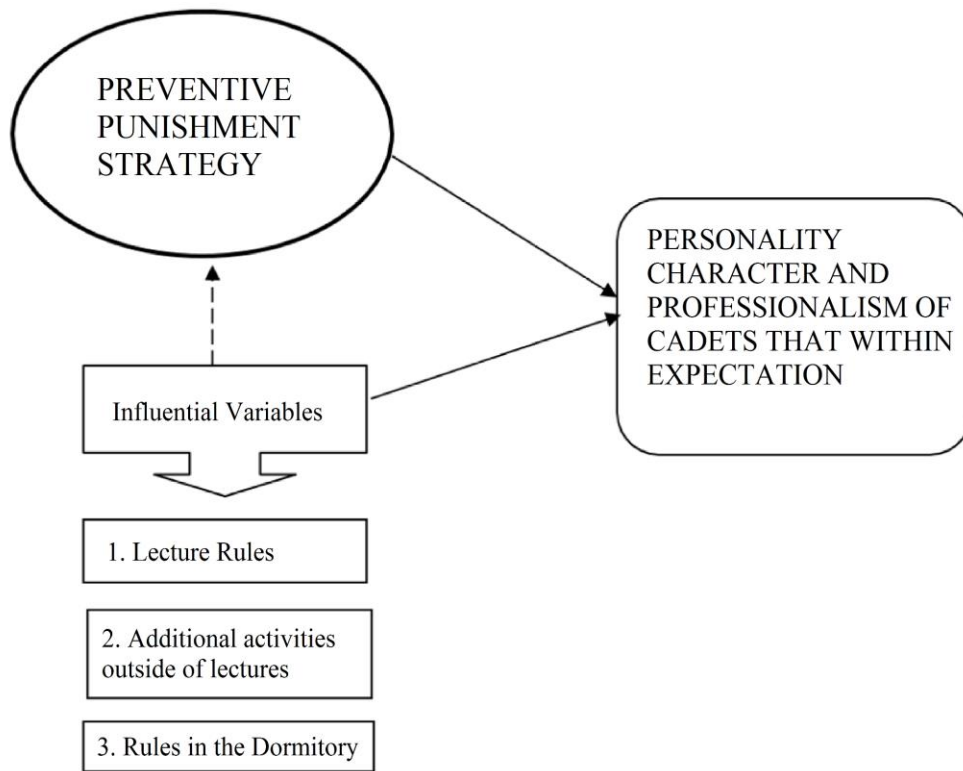 PREVENTIVE
PUNISHMENT
STRATEGY
PERSONALITY
CHARACTER AND
PROFESSIONALISM OF
CADETS THAT WITHIN
EXPECTATION
Influential Variables
1. Lecture Rules
2. Additional activities
outside of lectures
3. Rules in the Dormitory